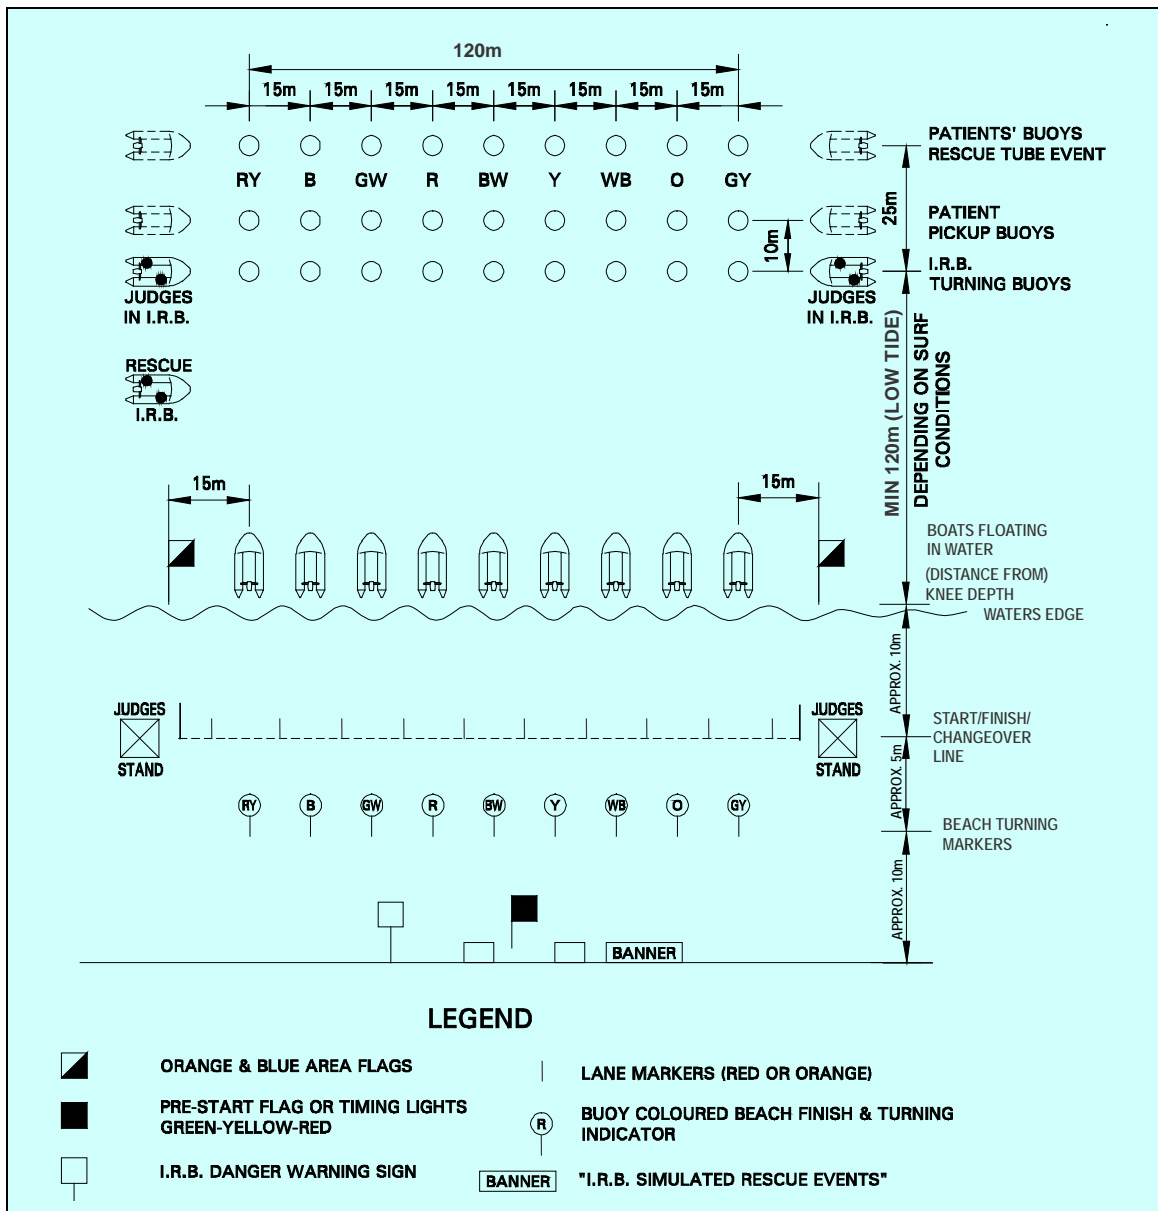 120m
15m 15m 15m 15m 15m 15m 15m 15m
PATIENTS' BUOYS
RESCUE TUBE EVENT
RY B GW R BW Y WB O GY
25m
PATIENT
PICKUP BUOYS
10m
I.R.B.
TURNING BUOYS
JUDGES
IN I.R.B.
JUDGES
IN I.R.B.
RESCUE
I.R.B.
MIN 120m (LOW TIDE)
DEPENDING ON SURF
CONDITIONS
15m
15m
BOATS FLOATING
IN WATER
(DISTANCE FROM)
KNEE DEPTH
WATERS EDGE
APPROX. 10m
JUDGES
STAND
JUDGES
STAND
START/FINISH/
CHANGEOVER
LINE
APPROX. 5m
RY B GW R BW Y WB O GY
BEACH TURNING
MARKERS
APPROX. 10m
BANNER
LEGEND
ORANGE & BLUE AREA FLAGS
PRE-START FLAG OR TIMING LIGHTS
GREEN-YELLOW-RED
I.R.B. DANGER WARNING SIGN
LANE MARKERS (RED OR ORANGE)
R
BUOY COLOURED BEACH FINISH & TURNING
INDICATOR
BANNER
"I.R.B. SIMULATED RESCUE EVENTS"